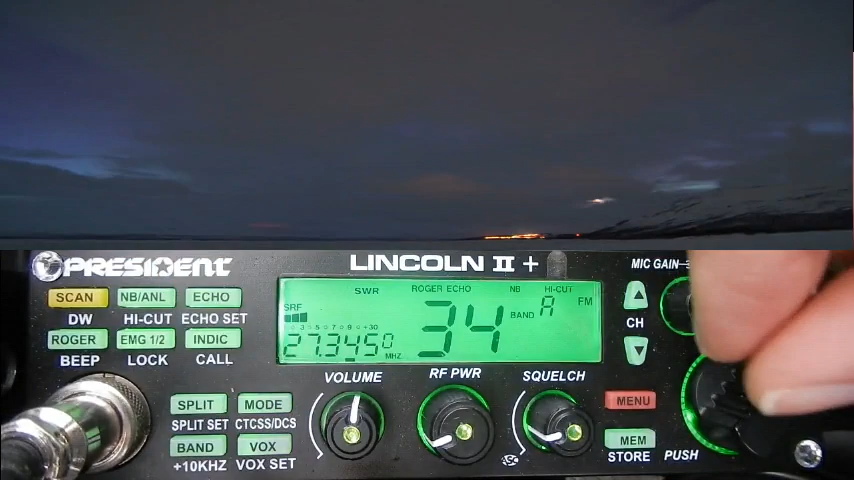 PRESIDENT
LINCOLN II +
MIC GAIN
SCAN NB/ANL ECHO
DW HI-CUT ECHO SET
ROGER EMG 1/2 INDIC
BEEP LOCK CALL
SWR ROGER ECHO NB HI-CUT
SRF 34 BAND A FM
27.3450 MHZ
CH
VOLUME RF PWR SQUELCH
SPLIT MODE
SPLIT SET CTCSS/DCS
BAND VOX
+10KHZ VOX SET
ASC
MENU
MEM
STORE PUSH